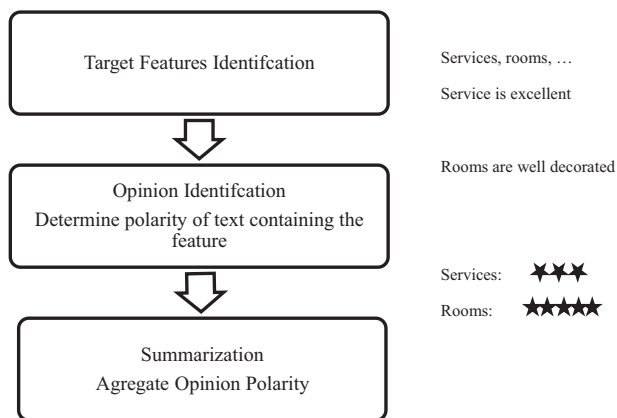 Target Features Identifcation
Services, rooms, …
Service is excellent
Opinion Identifcation
Determine polarity of text containing the
feature
Rooms are well decorated
Services:
Rooms:
Summarization
Agregate Opinion Polarity